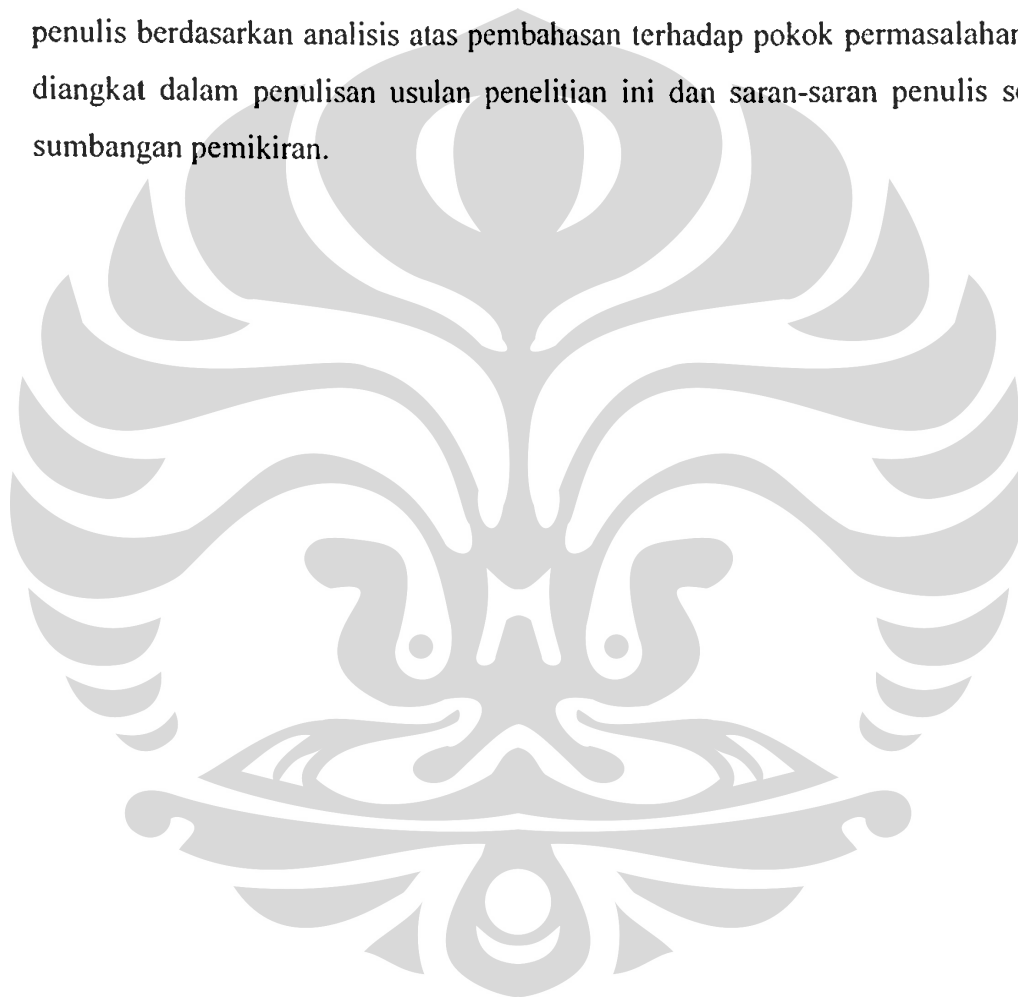 penulis berdasarkan analisis atas pembahasan terhadap pokok permasalahan
diangkat dalam penulisan usulan penelitian ini dan saran-saran penulis
sumbangan pemikiran.